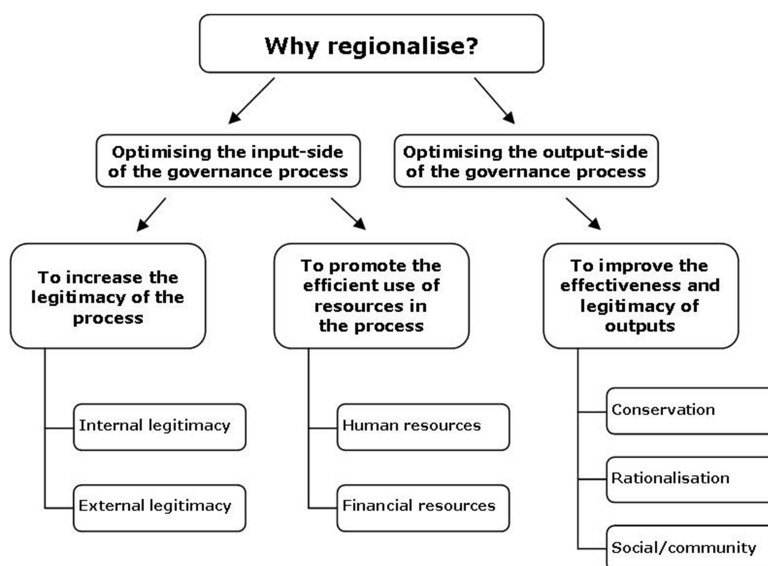 Why regionalise?
Optimising the input-side
of the governance process
Optimising the output-side
of the governance process
To increase the
legitimacy of the
process
To promote the
efficient use of
resources in
the process
To improve the
effectiveness and
legitimacy of
outputs
Internal legitimacy
External legitimacy
Human resources
Financial resources
Conservation
Rationalisation
Social/community